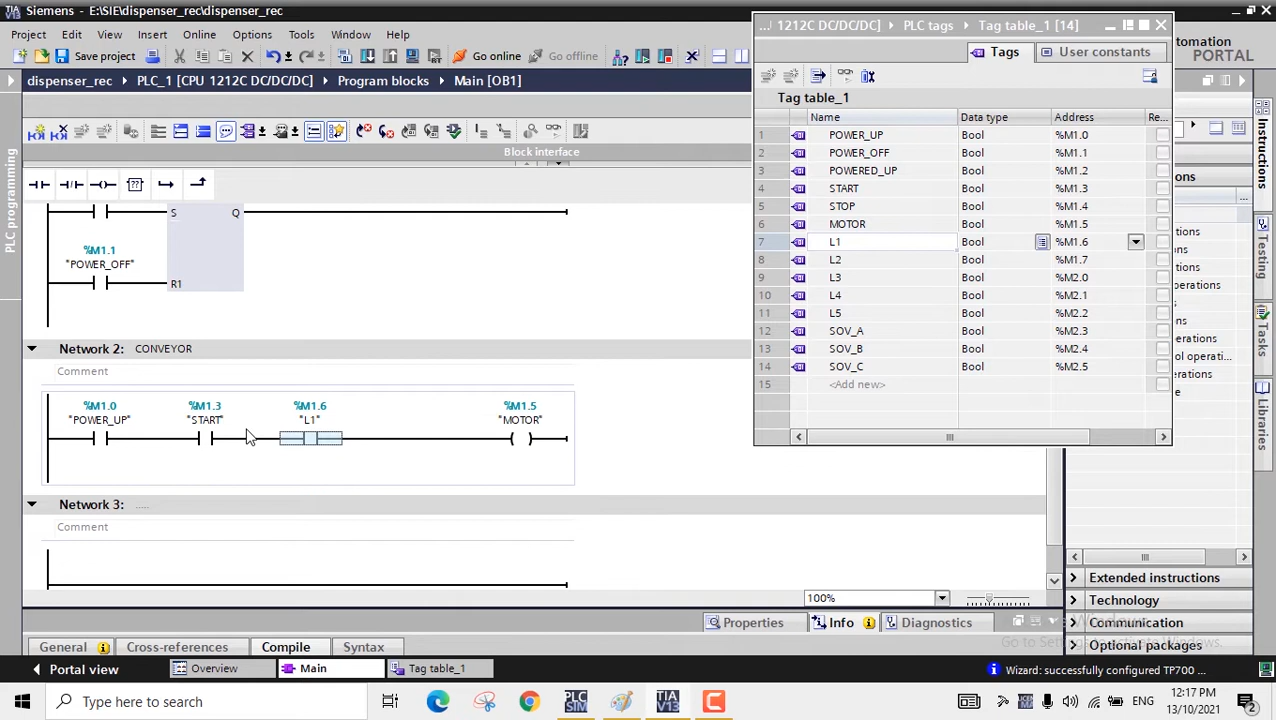 Siemens - E:\SIE\dispenser_rec\dispenser_rec
Project Edit View Insert Online Options Tools Window Help
Save project
Go online
Go offline
PORTAL
dispenser_rec PLC_1 [CPU 1212C DC/DC/DC] Program blocks Main [OB1]
... 1212C DC/DC/DC] PLC tags Tag table_1 [14]
Tags
User constants
Tag table_1
Name Data type Address Re...
1 POWER_UP Bool %M1.0
2 POWER_OFF Bool %M1.1
3 POWERED_UP Bool %M1.2
4 START Bool %M1.3
5 STOP Bool %M1.4
6 MOTOR Bool %M1.5
7 L1 Bool %M1.6
8 L2 Bool %M1.7
9 L3 Bool %M2.0
10 L4 Bool %M2.1
11 L5 Bool %M2.2
12 SOV_A Bool %M2.3
13 SOV_B Bool %M2.4
14 SOV_C Bool %M2.5
15 <Add new>
Block interface
PLC programming
S Q
%M1.1
"POWER_OFF"
R1
Network 2: CONVEYOR
Comment
%M1.0 %M1.3 %M1.6 %M1.5
"POWER_UP" "START" "L1" "MOTOR"
Network 3: .....
Comment
100%
Instructions
Testing
Tasks
Libraries
Extended instructions
Technology
Communication
Optional packages
Properties Info Diagnostics
General Cross-references Compile Syntax
Portal view Overview Main Tag table_1
Wizard: successfully configured TP700 ...
Type here to search
ENG
12:17 PM
13/10/2021
2